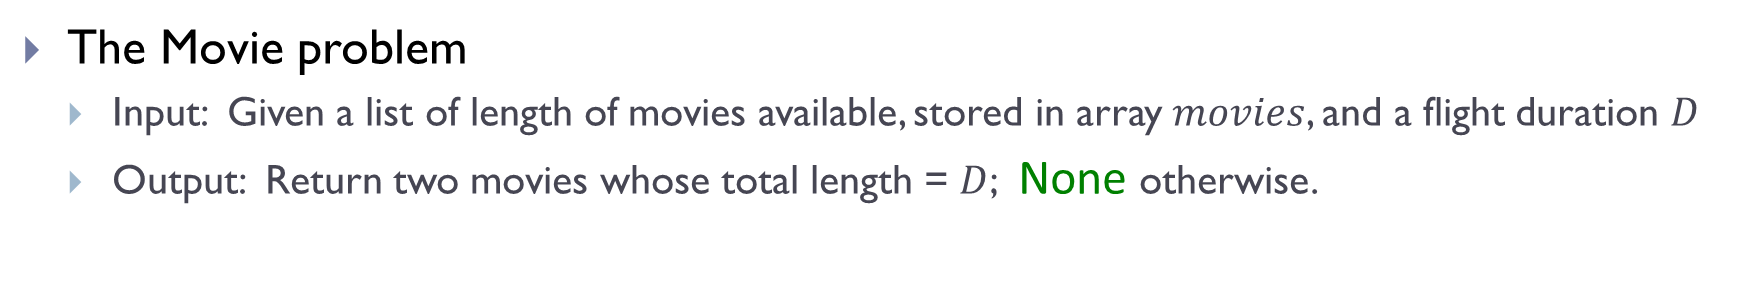 The Movie problem
Input: Given a list of length of movies available, stored in array movies, and a flight duration D
Output: Return two movies whose total length = D; None otherwise.